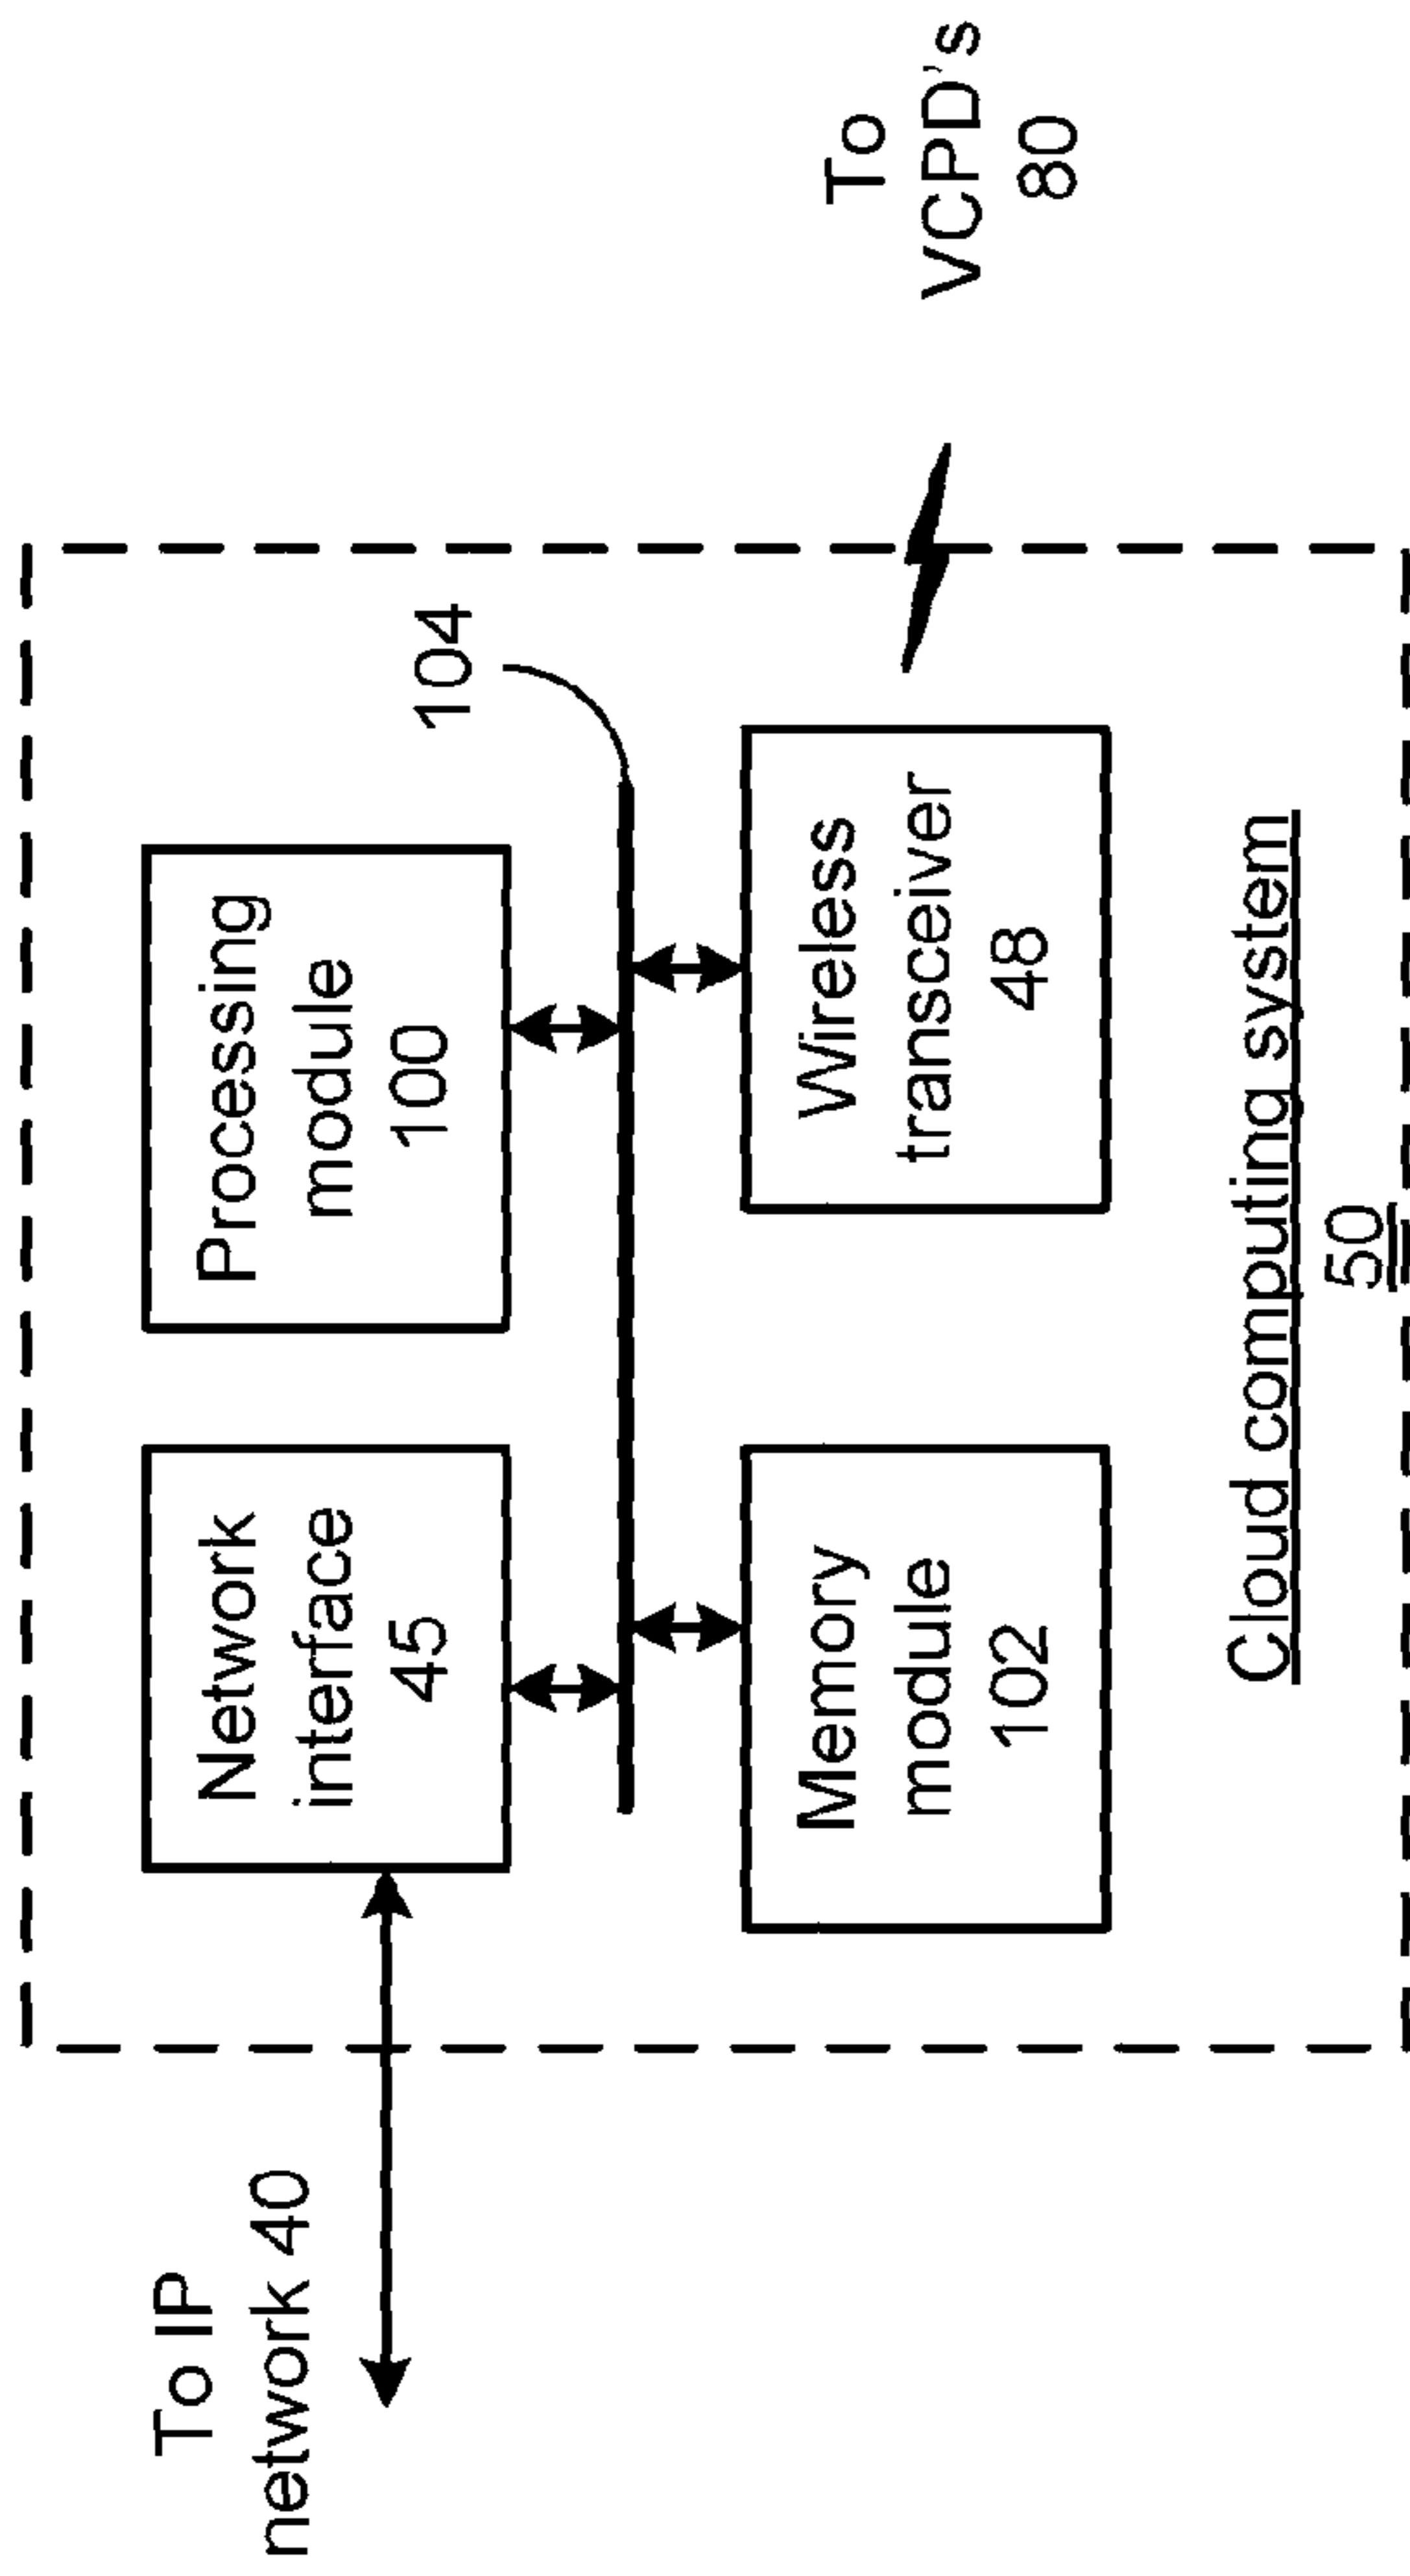 To IP
network 40
Network
interface
45
Processing
module
100
104
Memory
module
102
Wireless
transceiver
48
To
VCPD's
80
Cloud computing system
50